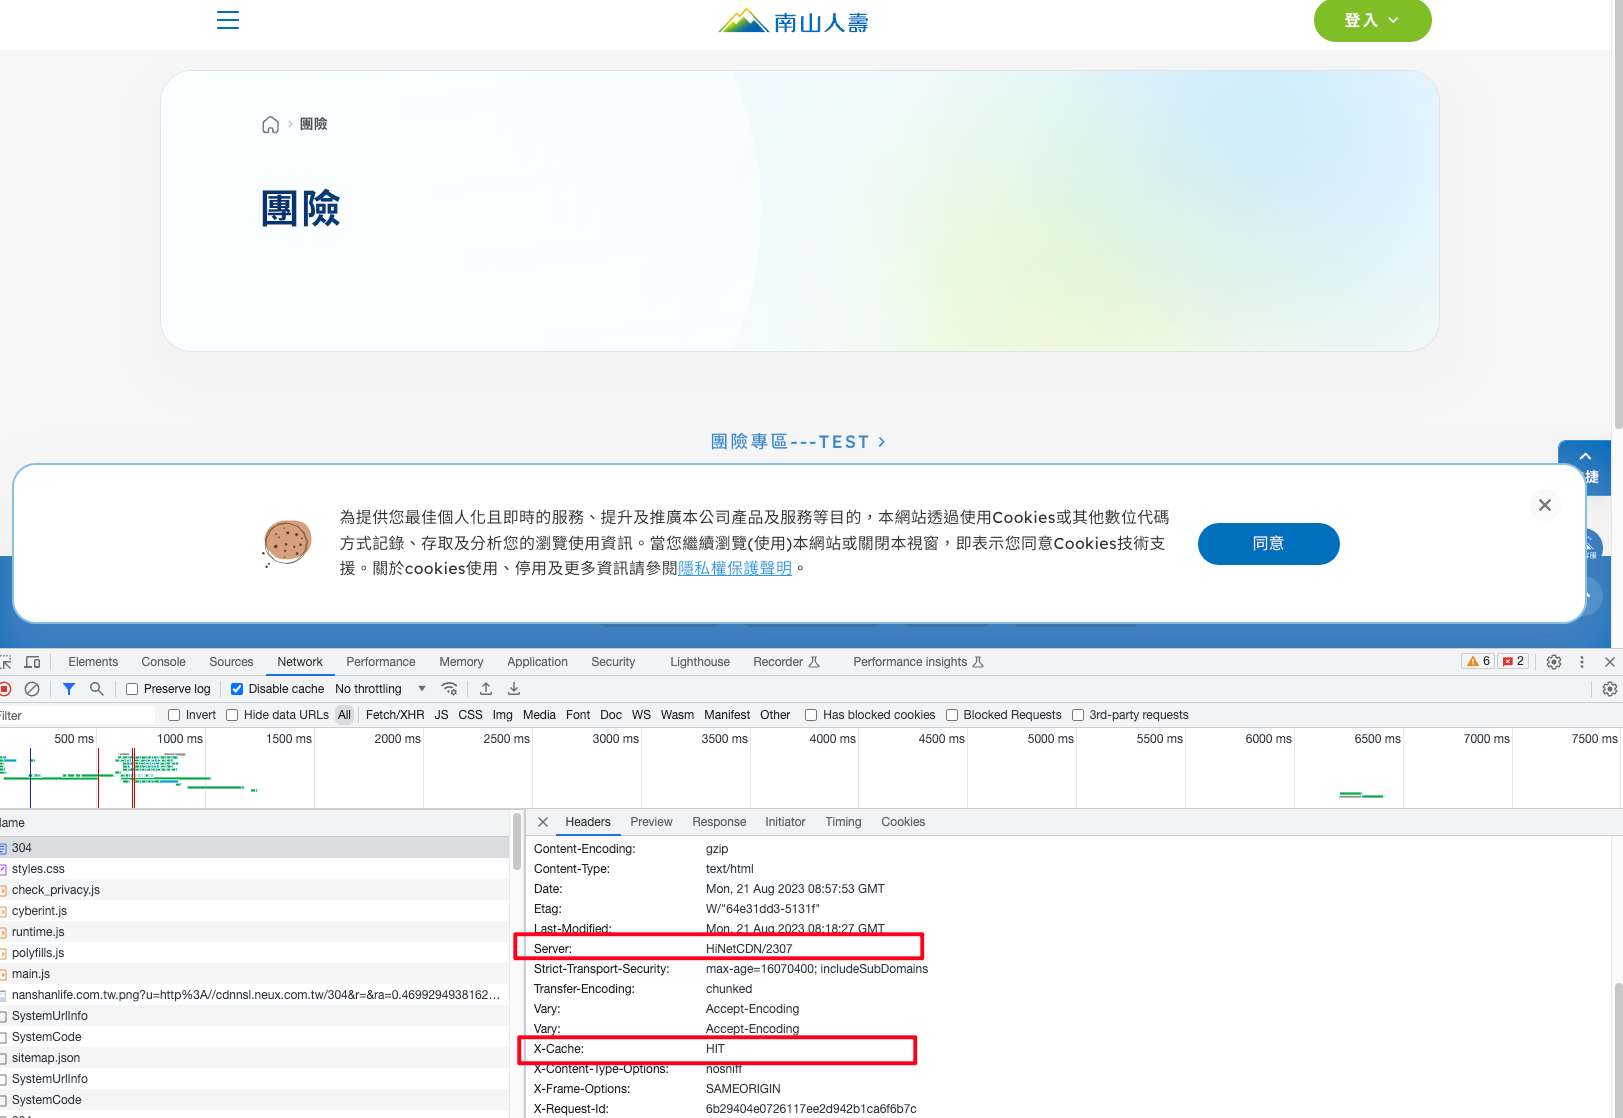 南山人壽
登入
團險
團險
團險專區---TEST
捷
為提供您最佳個人化且即時的服務、提升及推廣本公司產品及服務等目的，本網站透過使用Cookies或其他數位代碼
方式記錄、存取及分析您的瀏覽使用資訊。當您繼續瀏覽(使用)本網站或關閉本視窗，即表示您同意Cookies技術支
援。關於cookies使用、停用及更多資訊請參閱隱私權保護聲明。
同意
Elements Console Sources Network Performance Memory Application Security Lighthouse Recorder Performance insights 6 2
Preserve log Disable cache No throttling
Filter Invert Hide data URLs All Fetch/XHR JS CSS Img Media Font Doc WS Wasm Manifest Other Has blocked cookies Blocked Requests 3rd-party requests
500 ms 1000 ms 1500 ms 2000 ms 2500 ms 3000 ms 3500 ms 4000 ms 4500 ms 5000 ms 5500 ms 6000 ms 6500 ms 7000 ms 7500 ms
Name
304
styles.css
check_privacy.js
cyberint.js
runtime.js
polyfills.js
main.js
nanshanlife.com.tw.png?u=http%3A//cdnnsl.neux.com.tw/304&r=&ra=0.4699294938162…
SystemUrlInfo
SystemCode
sitemap.json
SystemUrlInfo
SystemCode
Headers Preview Response Initiator Timing Cookies
Content-Encoding: gzip
Content-Type: text/html
Date: Mon, 21 Aug 2023 08:57:53 GMT
Etag: W/"64e31dd3-5131f"
Last-Modified: Mon, 21 Aug 2023 08:18:27 GMT
Server: HiNetCDN/2307
Strict-Transport-Security: max-age=16070400; includeSubDomains
Transfer-Encoding: chunked
Vary: Accept-Encoding
Vary: Accept-Encoding
X-Cache: HIT
X-Content-Type-Options: nosniff
X-Frame-Options: SAMEORIGIN
X-Request-Id: 6b29404e0726117ee2d942b1ca6f6b7c